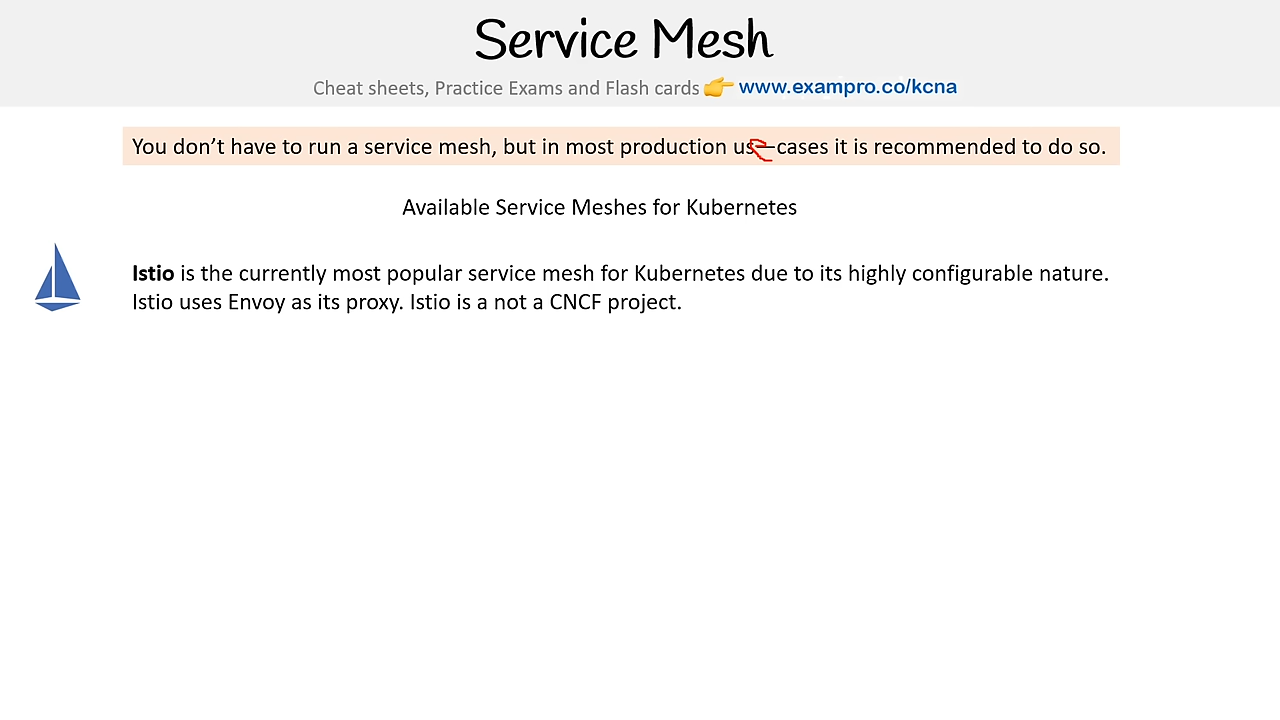 Service Mesh
Cheat sheets, Practice Exams and Flash cards 👉 www.exampro.co/kcna
You don’t have to run a service mesh, but in most production use-cases it is recommended to do so.
Available Service Meshes for Kubernetes
Istio is the currently most popular service mesh for Kubernetes due to its highly configurable nature.
Istio uses Envoy as its proxy. Istio is a not a CNCF project.